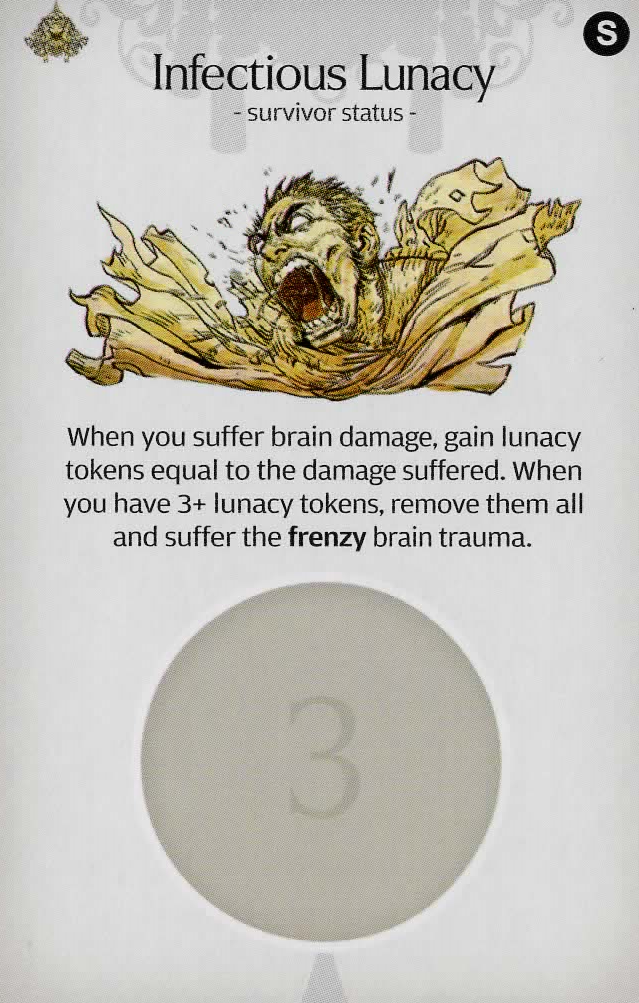 S
Infectious Lunacy
- survivor status -
When you suffer brain damage, gain lunacy
tokens equal to the damage suffered. When
you have 3+ lunacy tokens, remove them all
and suffer the frenzy brain trauma.
3